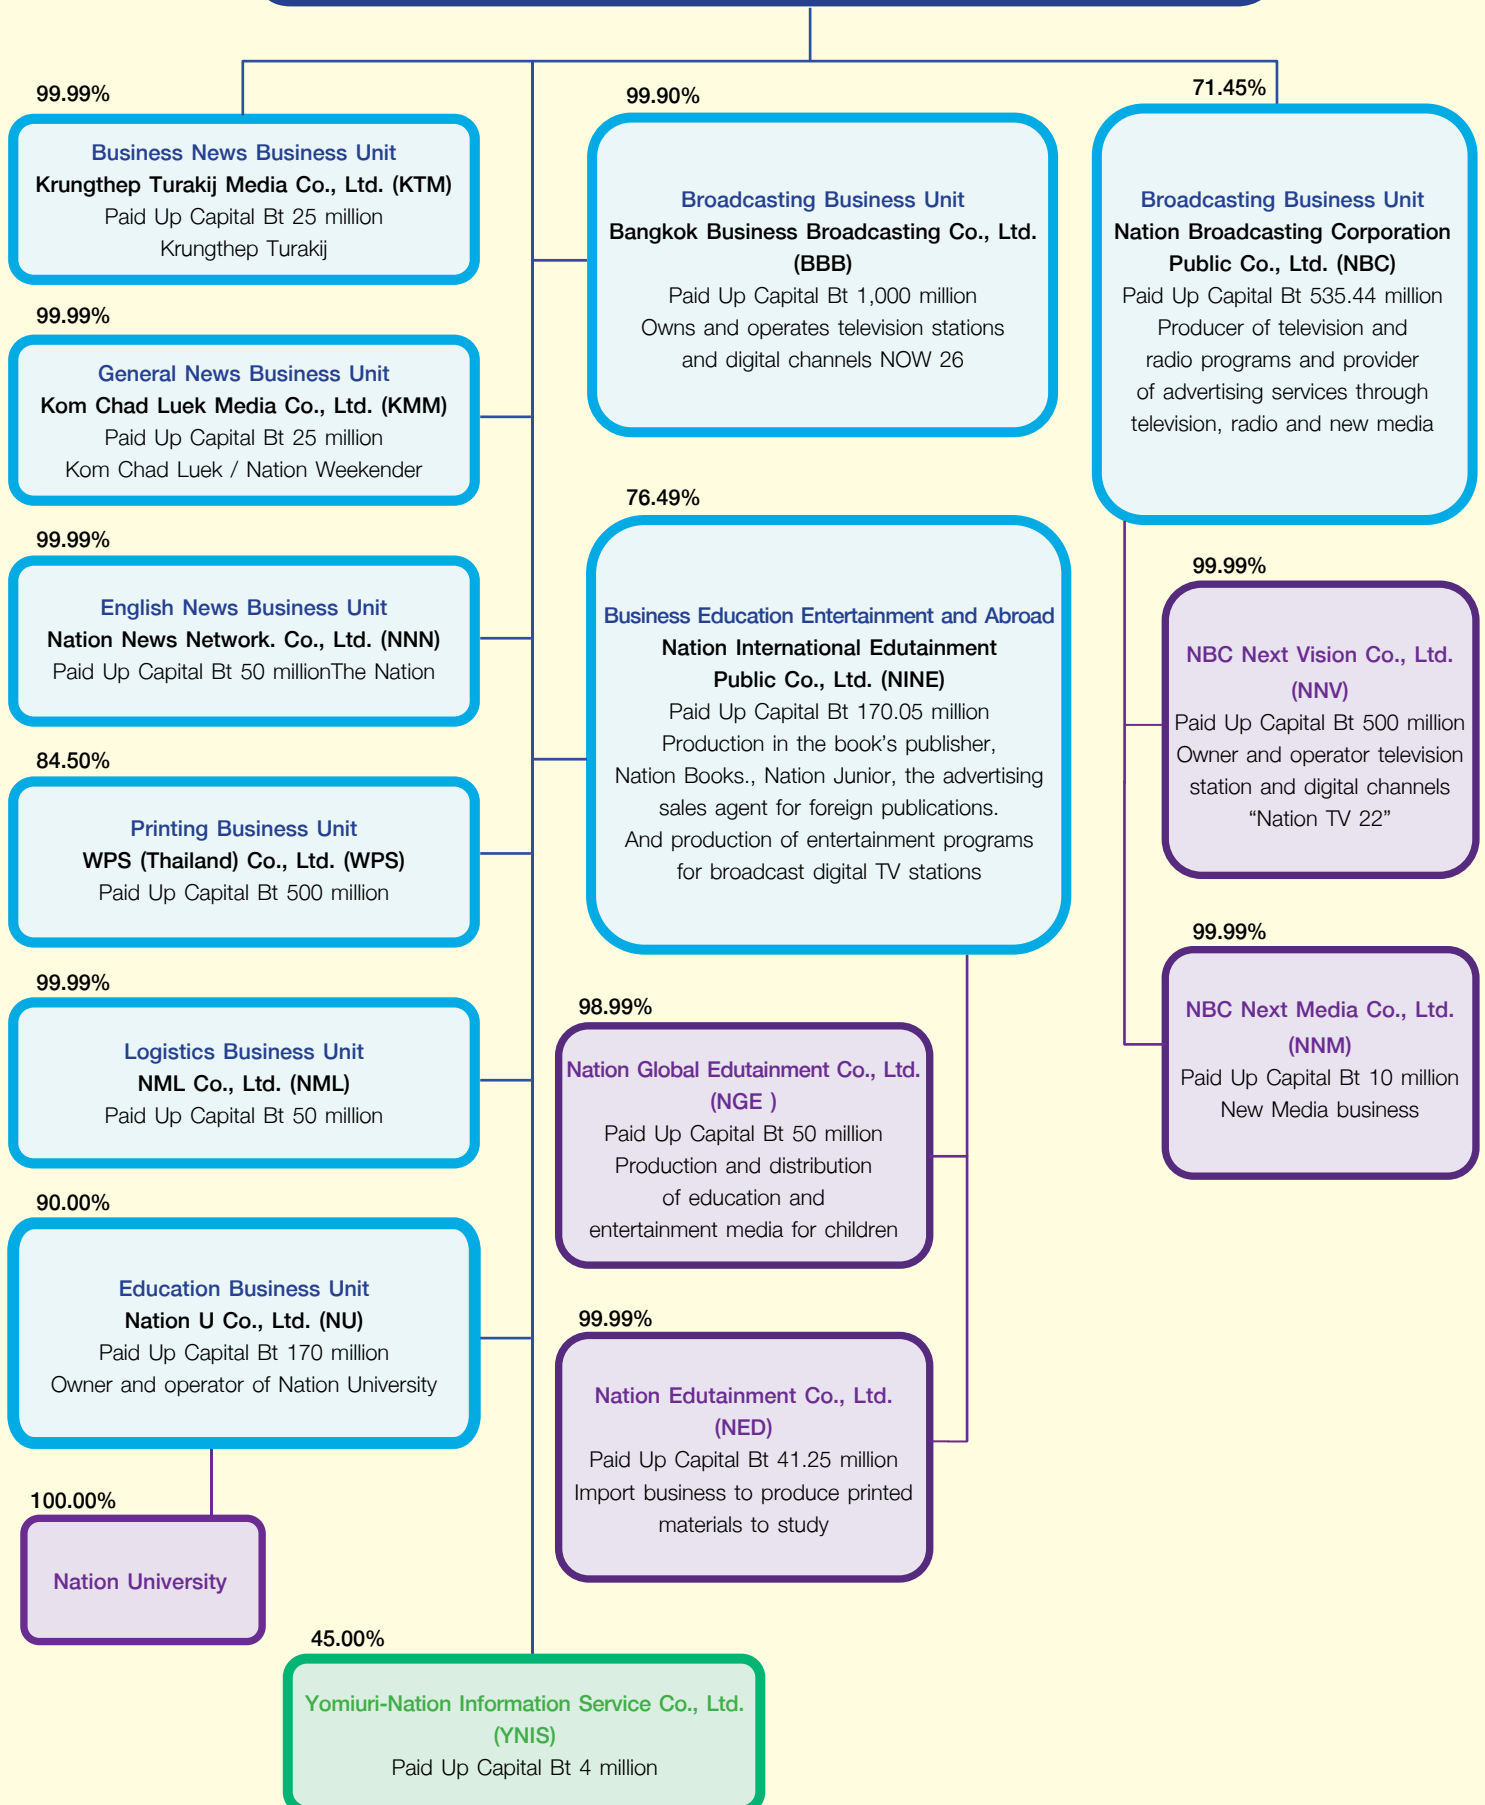 99.99%
Business News Business Unit
Krungthep Turakij Media Co., Ltd. (KTM)
Paid Up Capital Bt 25 million
Krungthep Turakij
99.99%
General News Business Unit
Kom Chad Luek Media Co., Ltd. (KMM)
Paid Up Capital Bt 25 million
Kom Chad Luek / Nation Weekender
99.99%
English News Business Unit
Nation News Network. Co., Ltd. (NNN)
Paid Up Capital Bt 50 millionThe Nation
84.50%
Printing Business Unit
WPS (Thailand) Co., Ltd. (WPS)
Paid Up Capital Bt 500 million
99.99%
Logistics Business Unit
NML Co., Ltd. (NML)
Paid Up Capital Bt 50 million
90.00%
Education Business Unit
Nation U Co., Ltd. (NU)
Paid Up Capital Bt 170 million
Owner and operator of Nation University
100.00%
Nation University
99.90%
Broadcasting Business Unit
Bangkok Business Broadcasting Co., Ltd.
(BBB)
Paid Up Capital Bt 1,000 million
Owns and operates television stations
and digital channels NOW 26
76.49%
Business Education Entertainment and Abroad
Nation International Edutainment
Public Co., Ltd. (NINE)
Paid Up Capital Bt 170.05 million
Production in the book's publisher,
Nation Books., Nation Junior, the advertising
sales agent for foreign publications.
And production of entertainment programs
for broadcast digital TV stations
98.99%
Nation Global Edutainment Co., Ltd.
(NGE )
Paid Up Capital Bt 50 million
Production and distribution
of education and
entertainment media for children
99.99%
Nation Edutainment Co., Ltd.
(NED)
Paid Up Capital Bt 41.25 million
Import business to produce printed
materials to study
71.45%
Broadcasting Business Unit
Nation Broadcasting Corporation
Public Co., Ltd. (NBC)
Paid Up Capital Bt 535.44 million
Producer of television and
radio programs and provider
of advertising services through
television, radio and new media
99.99%
NBC Next Vision Co., Ltd.
(NNV)
Paid Up Capital Bt 500 million
Owner and operator television
station and digital channels
“Nation TV 22”
99.99%
NBC Next Media Co., Ltd.
(NNM)
Paid Up Capital Bt 10 million
New Media business
45.00%
Yomiuri-Nation Information Service Co., Ltd.
(YNIS)
Paid Up Capital Bt 4 million